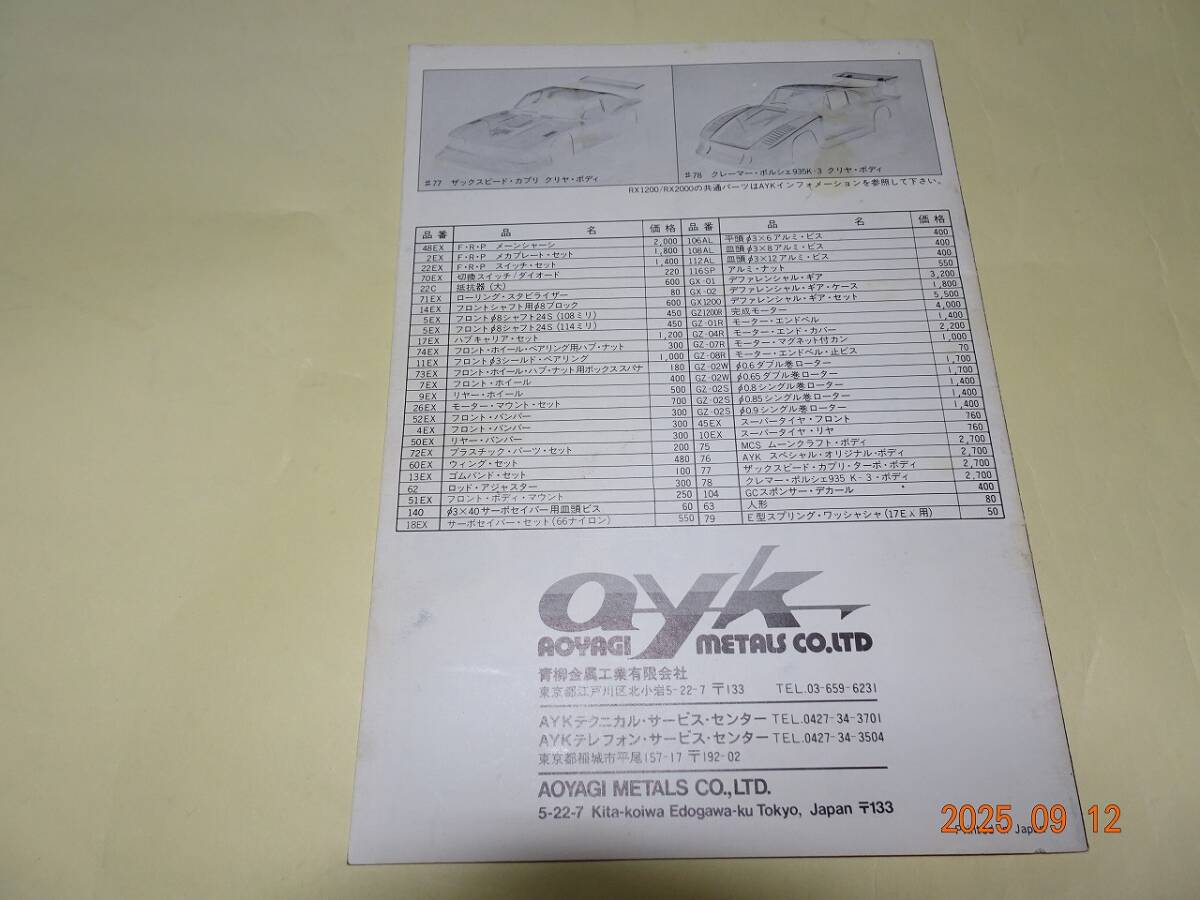 #77 ザックスピード・カプリ クリヤ・ボディ
#78 クレーマー・ポルシェ935K-3 クリヤ・ボディ
RX1200/RX2000の共通パーツはAYKインフォメーションを参照して下さい。
品番 品 名 価格 品番 品 名 価格
48EX F・R・P メーンシャーシ 2,000 106AL 平頭φ3×6アルミ・ビス 400
2EX F・R・P メカプレート・セット 1,800 108AL 皿頭φ3×8アルミ・ビス 400
22EX F・R・P スイッチ・セット 1,400 112AL 皿頭φ3×12アルミ・ビス 400
70EX 切換スイッチ/ダイオード 220 116SP アルミ・ナット 550
22C 抵抗器(大) 600 GX-01 デファレンシャル・ギア 3,200
71EX ローリング・スタビライザー 80 GX-02 デファレンシャル・ギア・ケース 1,800
14EX フロントシャフト用φ8ブロック 600 GX1200 デファレンシャル・ギア・セット 5,500
5EX フロントφ8シャフト24S(108ミリ) 450 GZ1200R 完成モーター 4,000
5EX フロントφ8シャフト24S(114ミリ) 450 GZ-01R モーター・エンドベル 1,400
17EX ハブキャリア・セット 1,200 GZ-04R モーター・エンド・カバー 2,200
74EX フロント・ホイール・ベアリング用ハブ・ナット 300 GZ-07R モーター・マグネット付カン 1,000
11EX フロントφ3シールド・ベアリング 1,000 GZ-08R モーター・エンドベル・止ビス 70
73EX フロント・ホイール・ハブ・ナット用ボックススパナ 180 GZ-02W φ0.6ダブル巻ローター 1,700
7EX フロント・ホイール 400 GZ-02W φ0.65ダブル巻ローター 1,700
9EX リヤー・ホイール 500 GZ-02S φ0.8シングル巻ローター 1,400
26EX モーター・マウント・セット 700 GZ-02S φ0.85シングル巻ローター 1,400
52EX フロント・バンパー 300 GZ-02S φ0.9シングル巻ローター 1,400
4EX フロント・バンパー 300 45EX スーパータイヤ・フロント 760
50EX リヤー・バンパー 300 10EX スーパータイヤ・リヤ 760
72EX プラスチック・パーツ・セット 200 75 MCS ムーンクラフト・ボディ 2,700
60EX ウィング・セット 480 76 AYK スペシャル・オリジナル・ボディ 2,700
13EX ゴムバンド・セット 100 77 ザックスピード・カプリ・ターボ・ボディ 2,700
62 ロッド・アジャスター 300 78 クレマー・ポルシェ935 K-3・ボディ 2,700
51EX フロント・ボディ・マウント 250 104 GCスポンサー・デカール 400
140 φ3×40サーボセイバー用皿頭ビス 60 63 人形 80
18EX サーボセイバー・セット(66ナイロン) 550 79 E型スプリング・ワッシャシャ(17EX用) 50
ayk
AOYAGI METALS CO.LTD
青柳金属工業有限会社
東京都江戸川区北小岩5-22-7 〒133 TEL.03-659-6231
AYKテクニカル・サービス・センター TEL.0427-34-3701
AYKテレフォン・サービス・センター TEL.0427-34-3504
東京都稲城市平尾157-17 〒192-02
AOYAGI METALS CO.,LTD.
5-22-7 Kita-koiwa Edogawa-ku Tokyo, Japan 〒133
2025.09 12